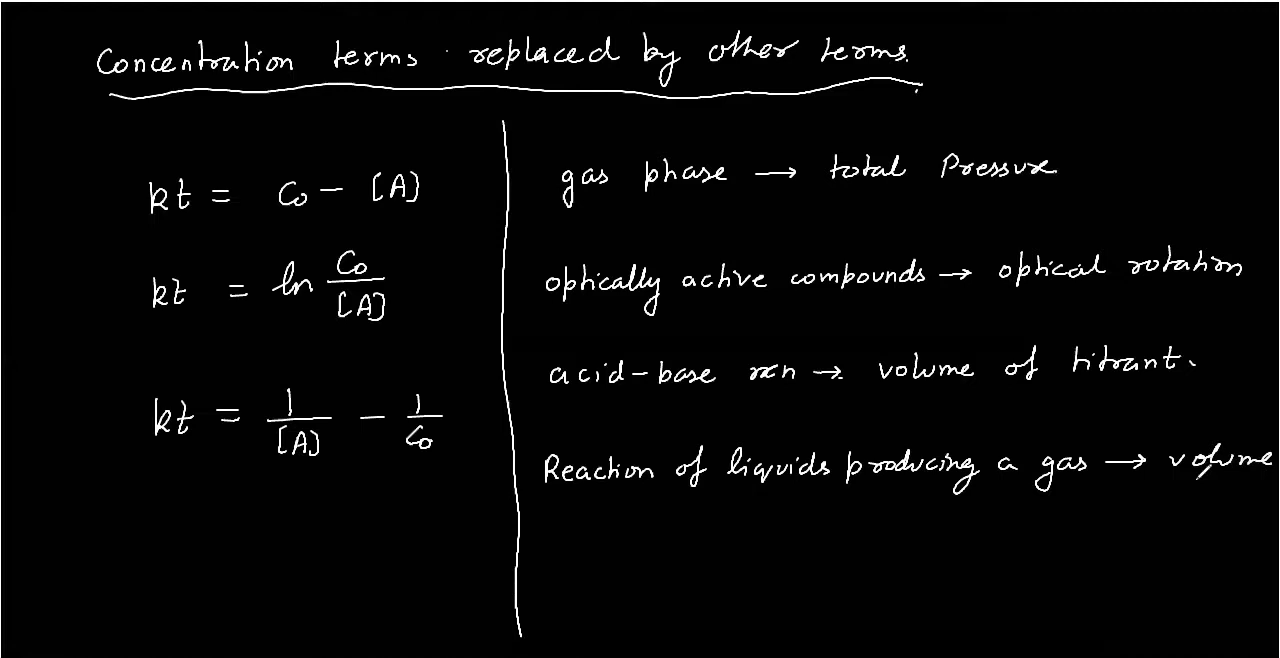 Concentration terms replaced by other terms.
kt = C₀ – [A]
kt = ln C₀/[A]
kt = 1/[A] – 1/C₀
gas phase → total Pressure
optically active compounds → optical rotation
acid-base rxn → volume of titrant.
Reaction of liquids producing a gas → volume